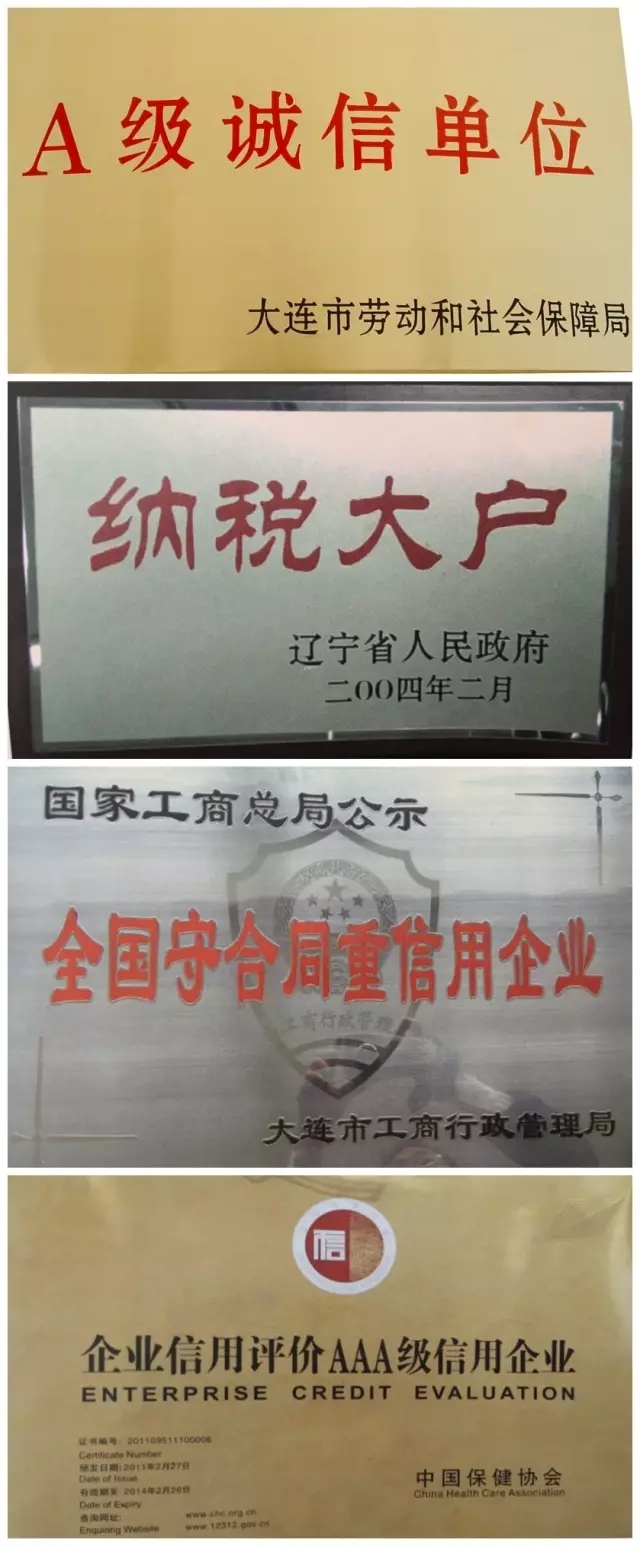 A级诚信单位
大连市劳动和社会保障局
纳税大户
辽宁省人民政府
二00四年二月
国家工商总局公示
全国守合同重信用企业
工商行政管理
大连市工商行政管理局
信
企业信用评价AAA级信用企业
ENTERPRISE CREDIT EVALUATION
证书编号: 201109511100006
Certificate Number
颁发日期:2011年2月27日
Date of Issue
有效期至 2014年2月26日
Date of Expiry
查询网址: www.chc.org.cn
Enquiring Website www.12312.gov.cn
中国保健协会
China Health Care Association